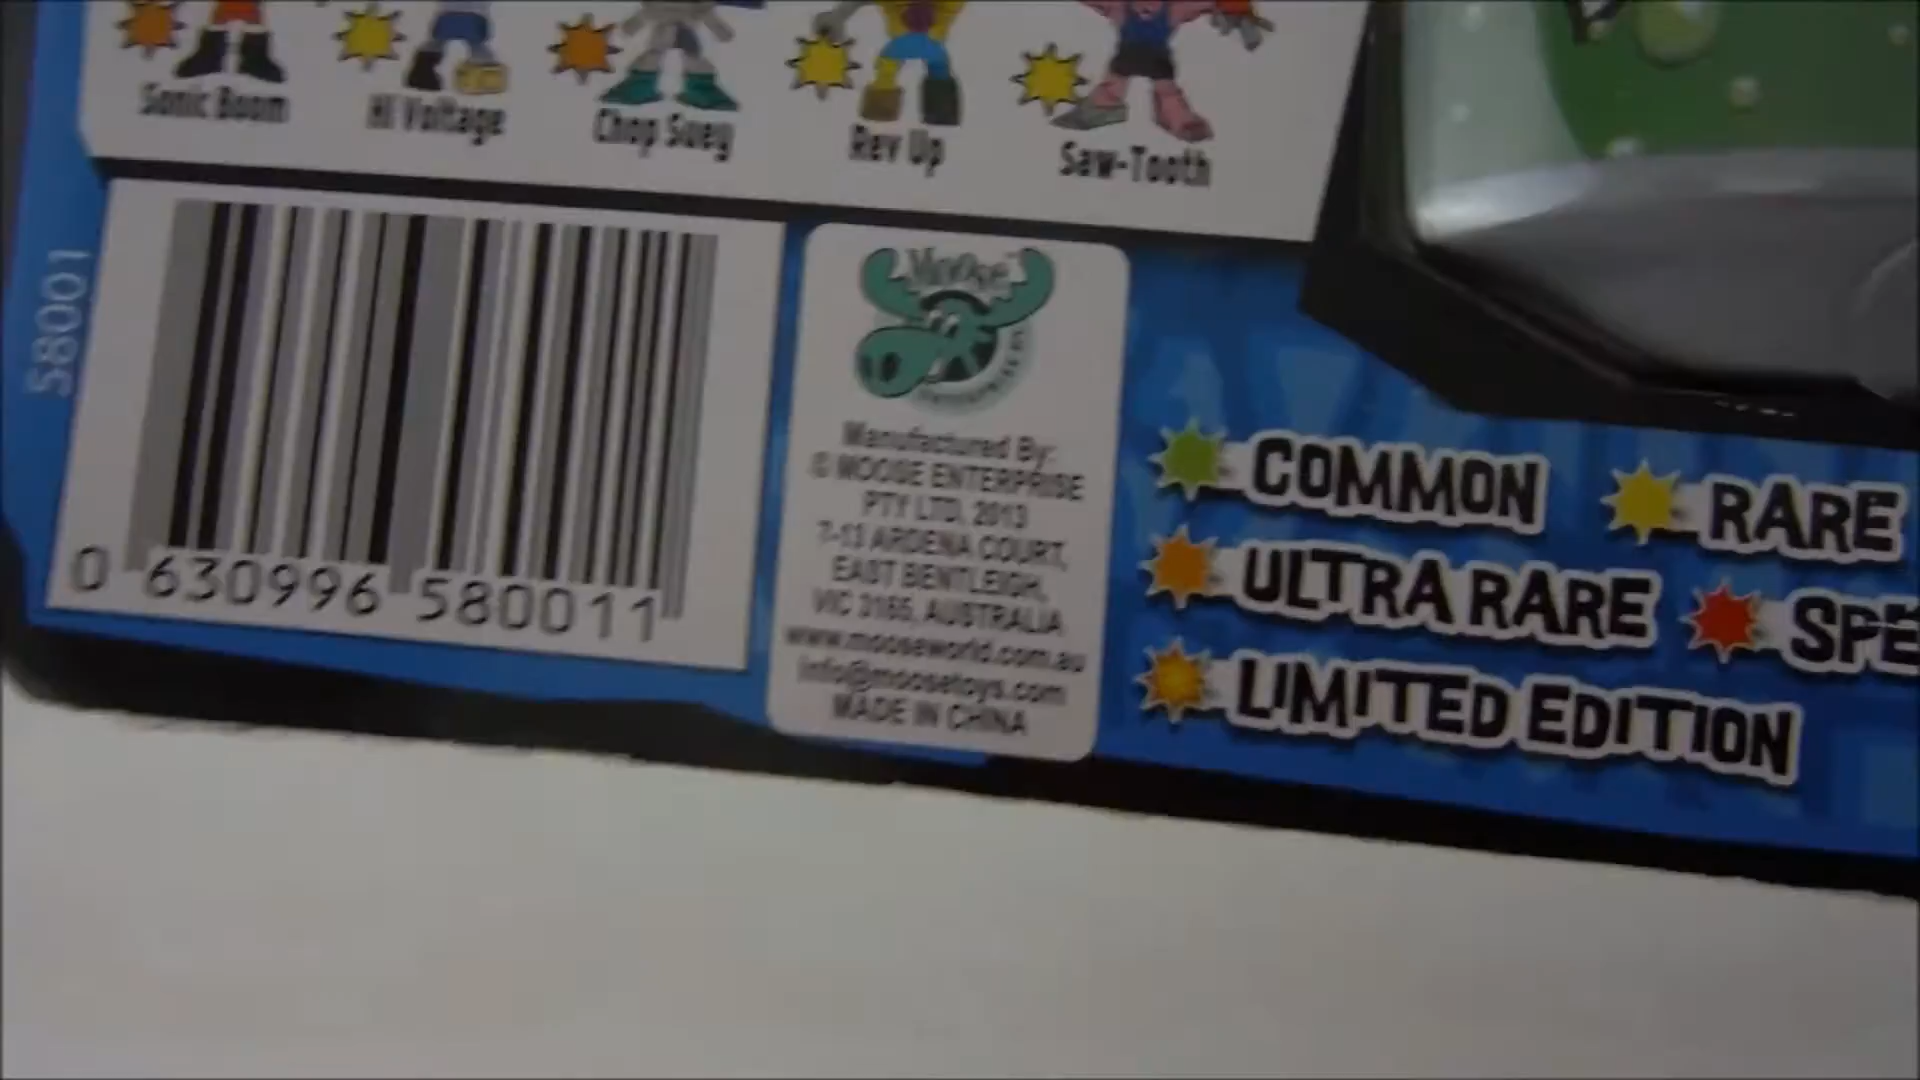 Sonic Boom
Hi Voltage
Chop Suey
Rev Up
Saw-Tooth
58001
0 630996 580011
Moose
Manufactured By:
© MOOSE ENTERPRISE
PTY LTD, 2013
7-13 ARDENA COURT,
EAST BENTLEIGH,
VIC 3165, AUSTRALIA
www.mooseworld.com.au
info@moosetoys.com
MADE IN CHINA
COMMON
RARE
ULTRA RARE
SPE
LIMITED EDITION